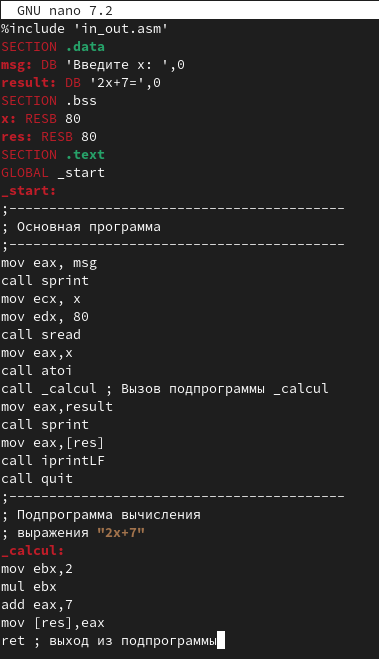 GNU nano 7.2
%include 'in_out.asm'
SECTION .data
msg: DB 'Введите x: ',0
result: DB '2x+7=',0
SECTION .bss
x: RESB 80
res: RESB 80
SECTION .text
GLOBAL _start
_start:
;------------------------------------------
; Основная программа
;------------------------------------------
mov eax, msg
call sprint
mov ecx, x
mov edx, 80
call sread
mov eax,x
call atoi
call _calcul ; Вызов подпрограммы _calcul
mov eax,result
call sprint
mov eax,[res]
call iprintLF
call quit
;------------------------------------------
; Подпрограмма вычисления
; выражения "2x+7"
_calcul:
mov ebx,2
mul ebx
add eax,7
mov [res],eax
ret ; выход из подпрограммы